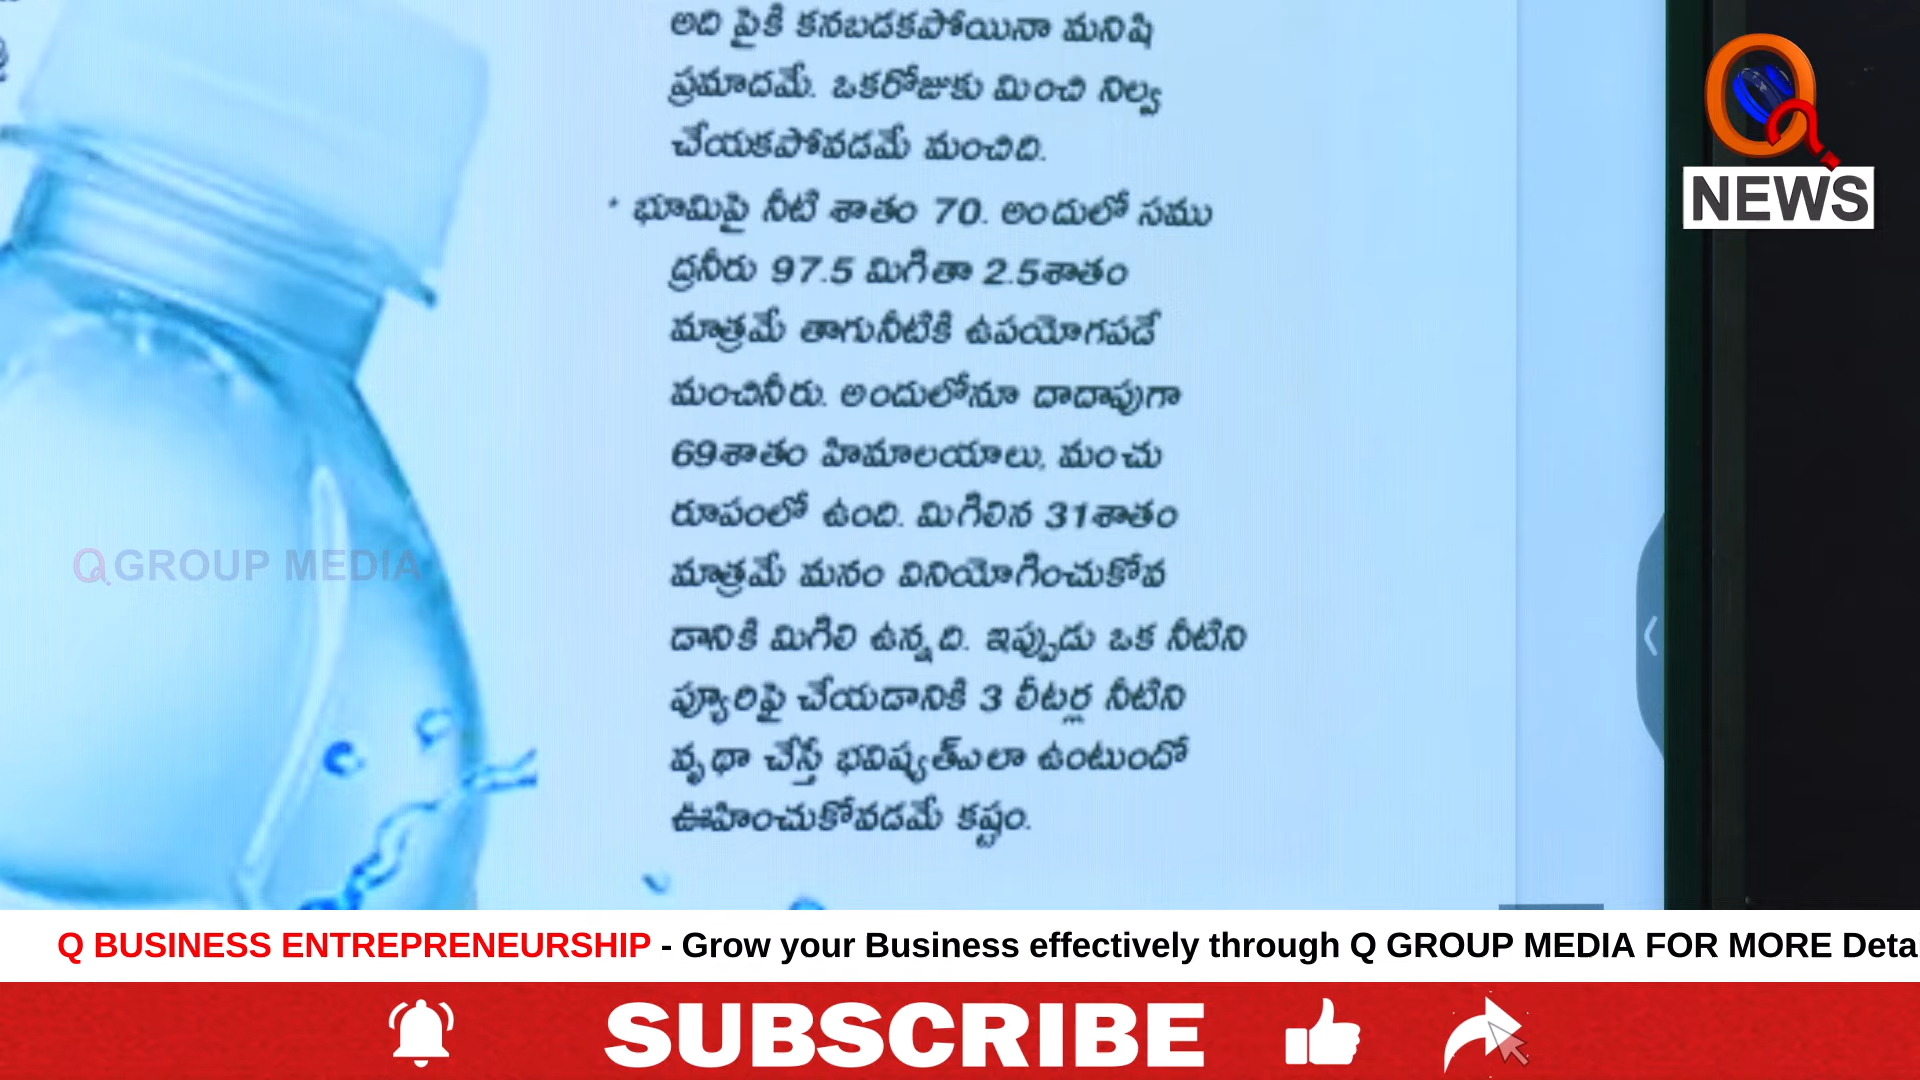 అది పైకి కనబడకపోయినా మనిషి
ప్రమాదమే. ఒకరోజుకు మించి నిల్వ
చేయకపోవడమే మంచిది.
* భూమిపై నీటి శాతం 70. అందులో సము
ద్రనీరు 97.5 మిగితా 2.5శాతం
మాత్రమే తాగునీటికి ఉపయోగపడే
మంచినీరు. అందులోనూ దాదాపుగా
69శాతం హిమాలయాలు, మంచు
రూపంలో ఉంది. మిగిలిన 31శాతం
మాత్రమే మనం వినియోగించుకోవ
డానికి మిగిలి ఉన్నది. ఇప్పుడు ఒక నీటిని
ప్యూరిఫై చేయడానికి 3 లీటర్ల నీటిని
వృథా చేస్తే భవిష్యత్ఎలా ఉంటుందో
ఊహించుకోవడమే కష్టం.
Q NEWS
Q GROUP MEDIA
Q BUSINESS ENTREPRENEURSHIP - Grow your Business effectively through Q GROUP MEDIA FOR MORE Detai
SUBSCRIBE